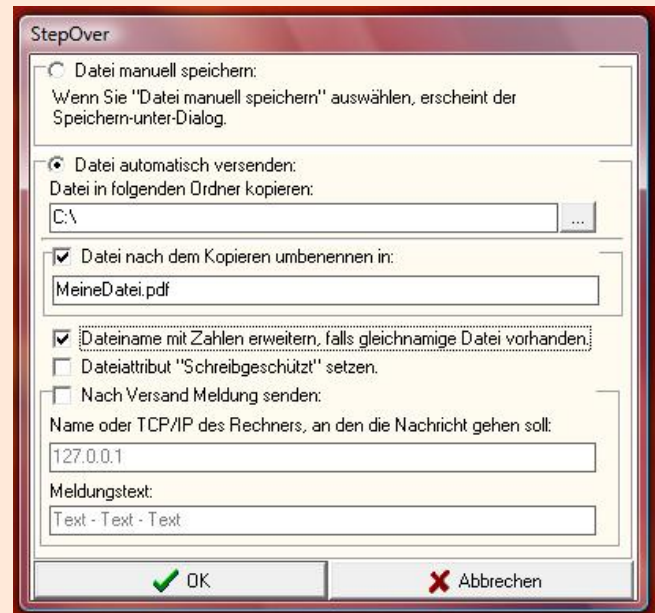 StepOver
Datei manuell speichern:
Wenn Sie "Datei manuell speichern" auswählen, erscheint der
Speichern-unter-Dialog.
Datei automatisch versenden:
Datei in folgenden Ordner kopieren:
C:\
...
Datei nach dem Kopieren umbenennen in:
MeineDatei.pdf
Dateiname mit Zahlen erweitern, falls gleichnamige Datei vorhanden.
Dateiattribut "Schreibgeschützt" setzen.
Nach Versand Meldung senden:
Name oder TCP/IP des Rechners, an den die Nachricht gehen soll:
127.0.0.1
Meldungstext:
Text - Text - Text
OK
Abbrechen